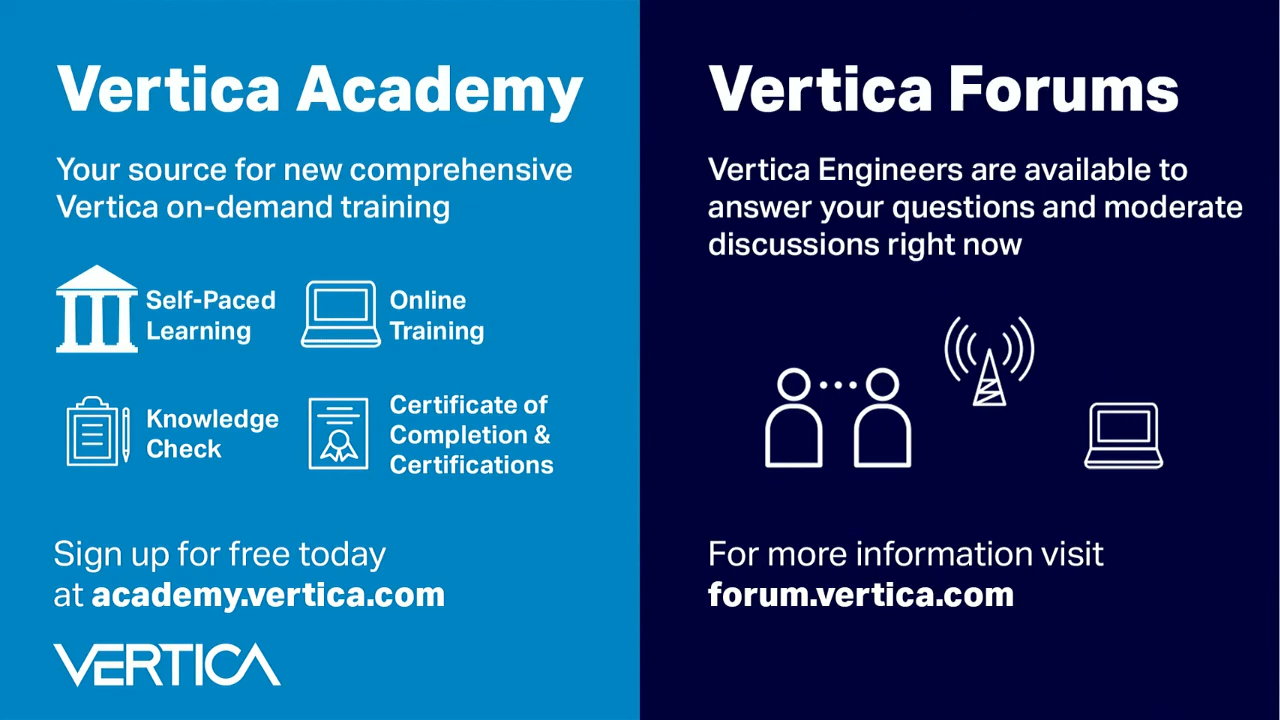 Vertica Academy
Your source for new comprehensive
Vertica on-demand training
Self-Paced
Learning
Online
Training
Knowledge
Check
Certificate of
Completion &
Certifications
Sign up for free today
at academy.vertica.com
VERTICA
Vertica Forums
Vertica Engineers are available to
answer your questions and moderate
discussions right now
For more information visit
forum.vertica.com